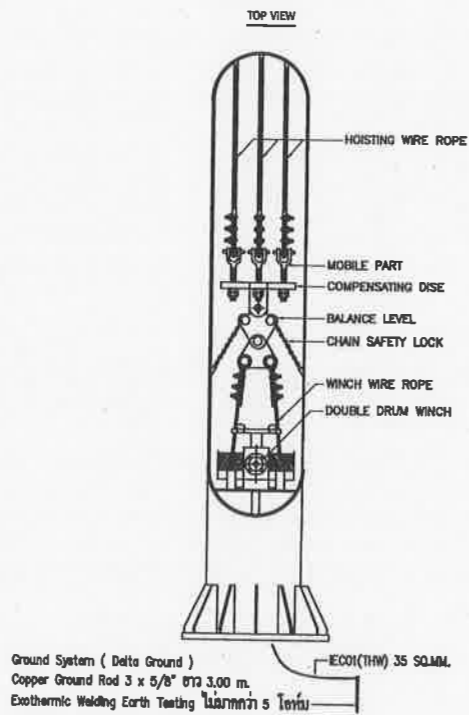 TOP VIEW
HOISTING WIRE ROPE
MOBILE PART
COMPENSATING DISE
BALANCE LEVEL
CHAIN SAFETY LOCK
WINCH WIRE ROPE
DOUBLE DRUM WINCH
IEC01(THW) 35 SQ.MM.
Ground System ( Delta Ground )
Copper Ground Rod 3 x 5/8" ยาว 3.00 m.
Exothermic Welding Earth Testing ไม่มากกว่า 5 โอห์ม